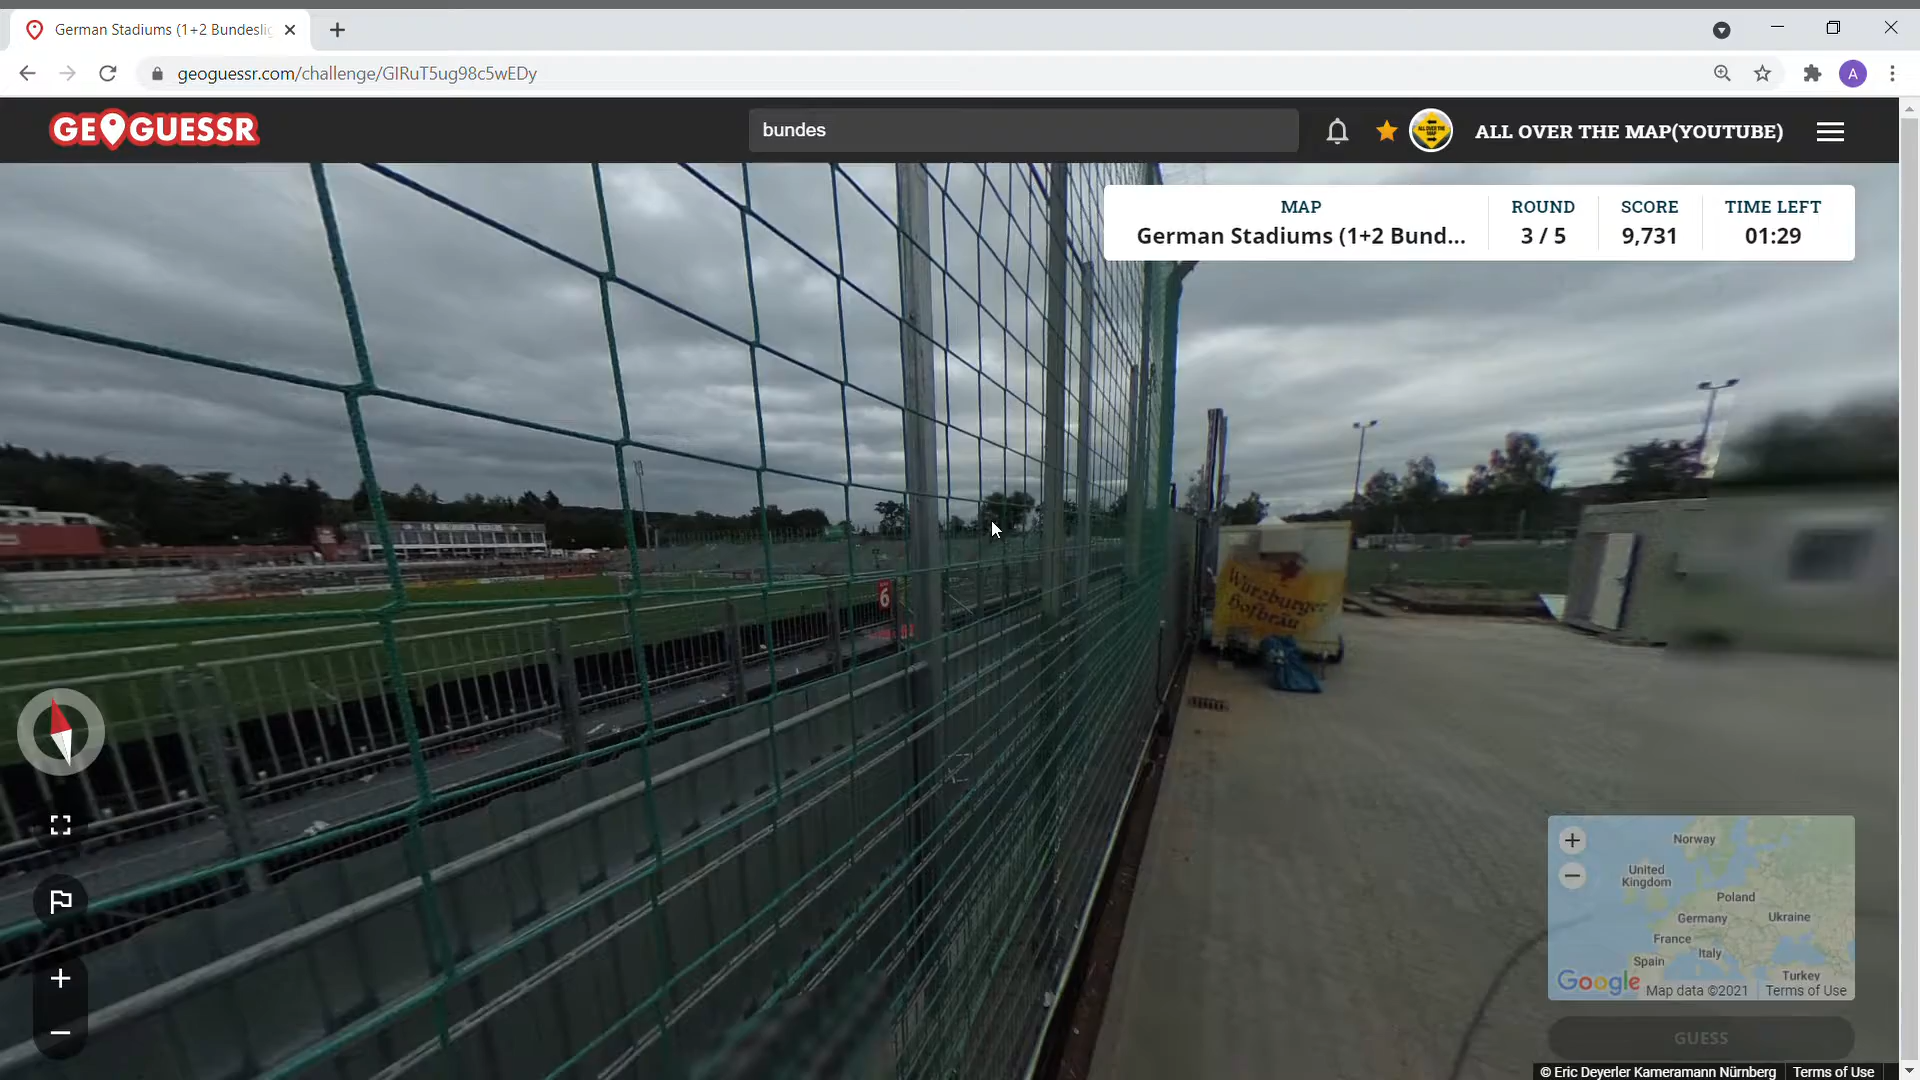 German Stadiums (1+2 Bundeslig
geoguessr.com/challenge/GIRuT5ug98c5wEDy
A
GEOGUESSR
bundes
ALL OVER THE MAP(YOUTUBE)
MAP
ROUND
SCORE
TIME LEFT
German Stadiums (1+2 Bund...
3 / 5
9,731
01:29
6
Würzburger
Hofbräu
Norway
United
Kingdom
Poland
Germany
Ukraine
France
Italy
Spain
Turkey
Google
Map data ©2021
Terms of Use
GUESS
© Eric Deyerler Kameramann Nürnberg
Terms of Use